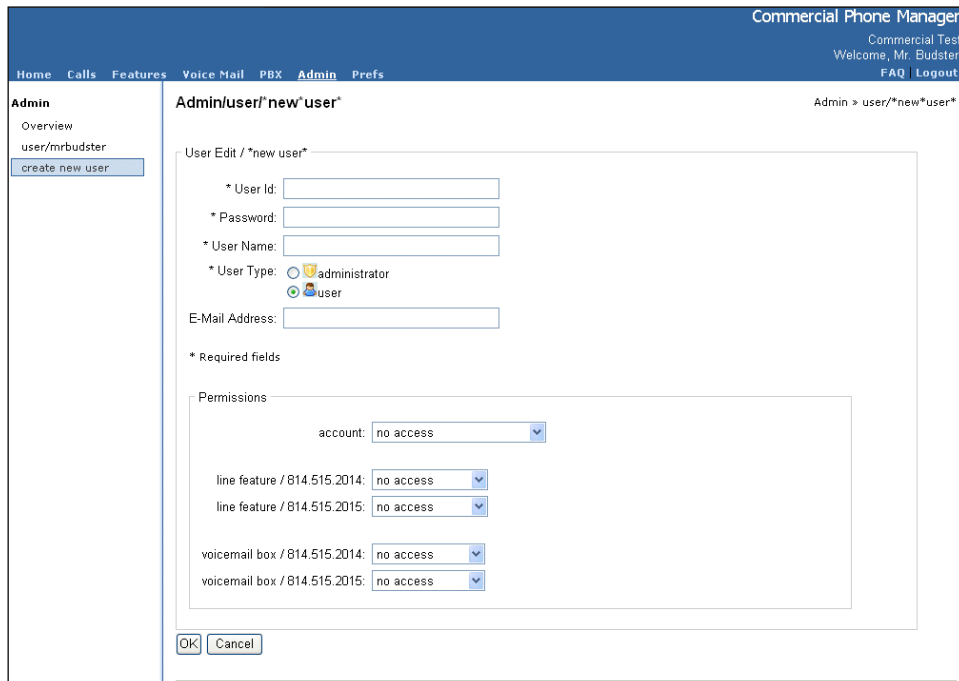 Commercial Phone Manager
Commercial Test
Welcome, Mr. Budster
Home Calls Features Voice Mail PBX Admin Prefs
FAQ | Logout
Admin
Overview
user/mrbudster
create new user
Admin/user/*new*user*
Admin » user/*new*user*
User Edit / *new user*
* User Id:
* Password:
* User Name:
* User Type:
administrator
user
E-Mail Address:
* Required fields
Permissions
account: no access
line feature / 814.515.2014: no access
line feature / 814.515.2015: no access
voicemail box / 814.515.2014: no access
voicemail box / 814.515.2015: no access
OK Cancel